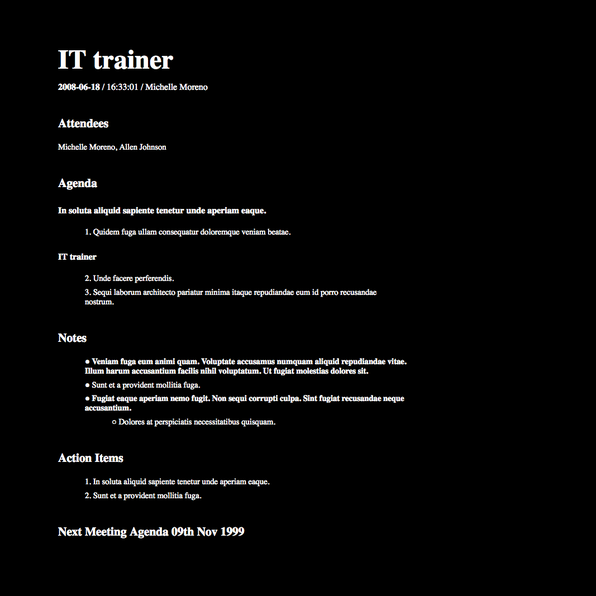 IT trainer
2008-06-18 / 16:33:01 / Michelle Moreno
Attendees
Michelle Moreno, Allen Johnson
Agenda
In soluta aliquid sapiente tenetur unde aperiam eaque.
1. Quidem fuga ullam consequatur doloremque veniam beatae.
IT trainer
2. Unde facere perferendis.
3. Sequi laborum architecto pariatur minima itaque repudiandae eum id porro recusandae
nostrum.
Notes
● Veniam fuga eum animi quam. Voluptate accusamus numquam aliquid repudiandae vitae.
Illum harum accusantium facilis nihil voluptatum. Ut fugiat molestias dolores sit.
● Sunt et a provident mollitia fuga.
● Fugiat eaque aperiam nemo fugit. Non sequi corrupti culpa. Sint fugiat recusandae neque
accusantium.
○ Dolores at perspiciatis necessitatibus quisquam.
Action Items
1. In soluta aliquid sapiente tenetur unde aperiam eaque.
2. Sunt et a provident mollitia fuga.
Next Meeting Agenda 09th Nov 1999